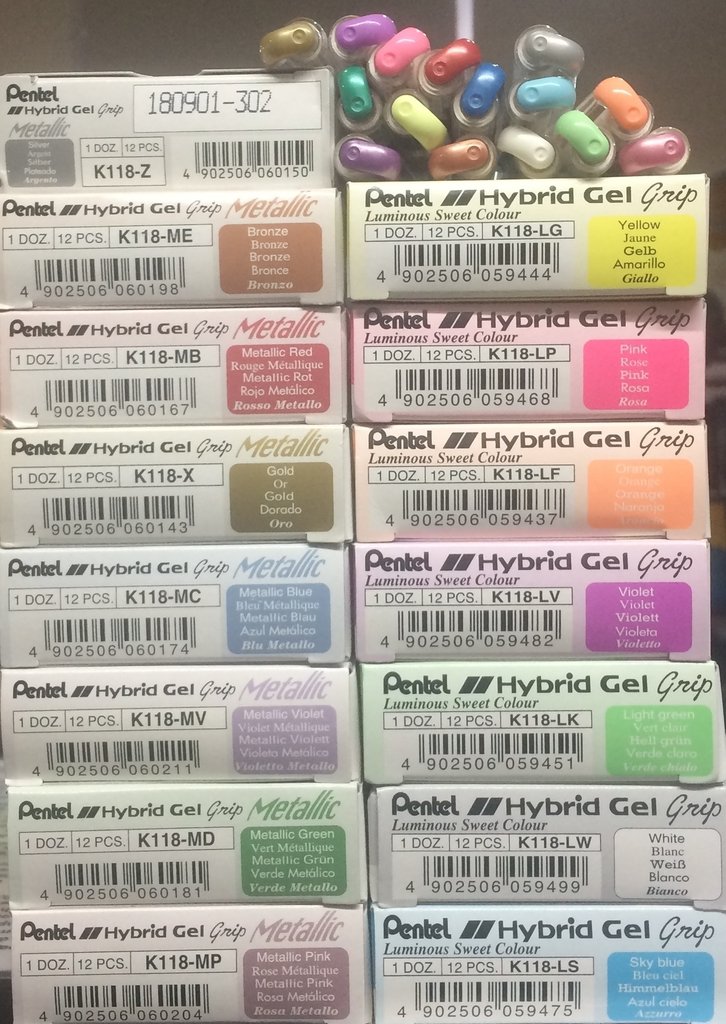 Pentel Hybrid Gel Grip
Metallic
180901-302
Silver
Argent
Silber
Plateado
Argento
1 DOZ. 12 PCS.
K118-Z
4 902506 060150
Pentel Hybrid Gel Grip Metallic
1 DOZ. 12 PCS. K118-ME
4 902506 060198
Bronze
Bronze
Bronze
Bronce
Bronzo
Pentel Hybrid Gel Grip Metallic
1 DOZ. 12 PCS. K118-MB
4 902506 060167
Metallic Red
Rouge Métallique
Metallic Rot
Rojo Metálico
Rosso Metallo
Pentel Hybrid Gel Grip Metallic
1 DOZ. 12 PCS. K118-X
4 902506 060143
Gold
Or
Gold
Dorado
Oro
Pentel Hybrid Gel Grip Metallic
1 DOZ. 12 PCS. K118-MC
4 902506 060174
Metallic Blue
Bleu Métallique
Metallic Blau
Azul Metálico
Blu Metallo
Pentel Hybrid Gel Grip Metallic
1 DOZ. 12 PCS. K118-MV
4 902506 060211
Metallic Violet
Violet Métallique
Metallic Violett
Violeta Metálico
Violetto Metallo
Pentel Hybrid Gel Grip Metallic
1 DOZ. 12 PCS. K118-MD
4 902506 060181
Metallic Green
Vert Métallique
Metallic Grün
Verde Metálico
Verde Metallo
Pentel Hybrid Gel Grip Metallic
1 DOZ. 12 PCS. K118-MP
4 902506 060204
Metallic Pink
Rose Métallique
Metallic Pink
Rosa Metálico
Rosa Metallo
Pentel Hybrid Gel Grip
Luminous Sweet Colour
1 DOZ. 12 PCS. K118-LG
4 902506 059444
Yellow
Jaune
Gelb
Amarillo
Giallo
Pentel Hybrid Gel Grip
Luminous Sweet Colour
1 DOZ. 12 PCS. K118-LP
4 902506 059468
Pink
Rose
Pink
Rosa
Rosa
Pentel Hybrid Gel Grip
Luminous Sweet Colour
1 DOZ. 12 PCS. K118-LF
4 902506 059437
Orange
Orange
Orange
Naranja
Arancio
Pentel Hybrid Gel Grip
Luminous Sweet Colour
1 DOZ. 12 PCS. K118-LV
4 902506 059482
Violet
Violet
Violett
Violeta
Violetto
Pentel Hybrid Gel Grip
Luminous Sweet Colour
1 DOZ. 12 PCS. K118-LK
4 902506 059451
Light green
Vert clair
Hell grün
Verde claro
Verde chiaro
Pentel Hybrid Gel Grip
Luminous Sweet Colour
1 DOZ. 12 PCS. K118-LW
4 902506 059499
White
Blanc
Weiß
Blanco
Bianco
Pentel Hybrid Gel Grip
Luminous Sweet Colour
1 DOZ. 12 PCS. K118-LS
4 902506 059475
Sky blue
Bleu ciel
Himmelblau
Azul cielo
Azzurro